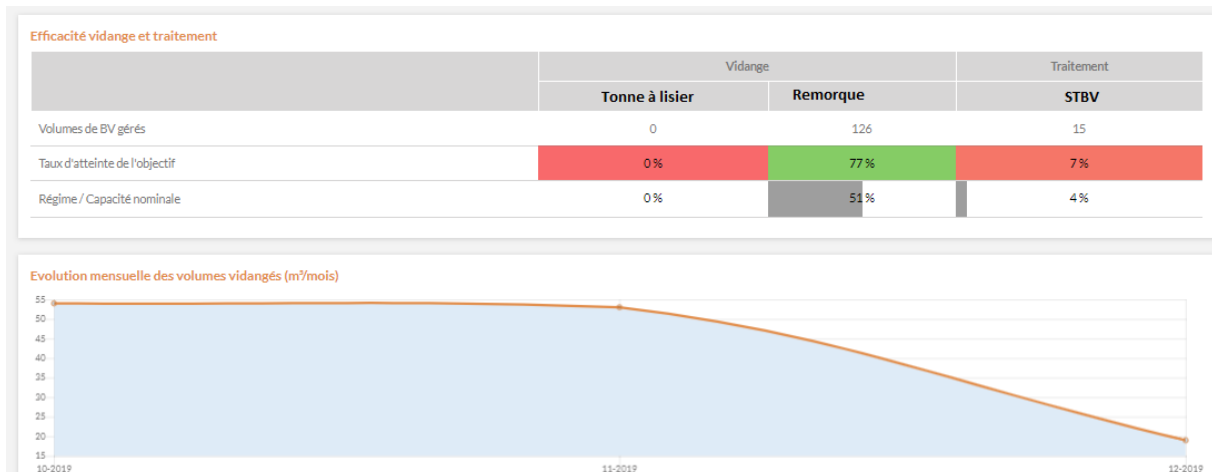 Efficacité vidange et traitement
Vidange Traitement
Tonne à lisier Remorque STBV
Volumes de BV gérés 0 126 15
Taux d'atteinte de l'objectif 0% 77% 7%
Régime / Capacité nominale 0% 51% 4%
Evolution mensuelle des volumes vidangés (m³/mois)
55
50
45
40
35
30
25
20
15
10-2019 11-2019 12-2019